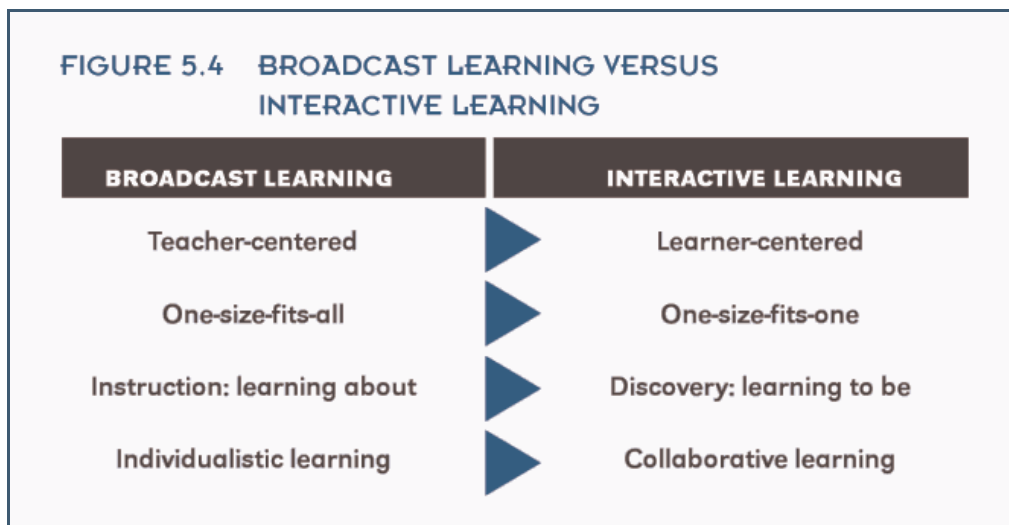 FIGURE 5.4 BROADCAST LEARNING VERSUS
INTERACTIVE LEARNING
BROADCAST LEARNING INTERACTIVE LEARNING
Teacher-centered Learner-centered
One-size-fits-all One-size-fits-one
Instruction: learning about Discovery: learning to be
Individualistic learning Collaborative learning